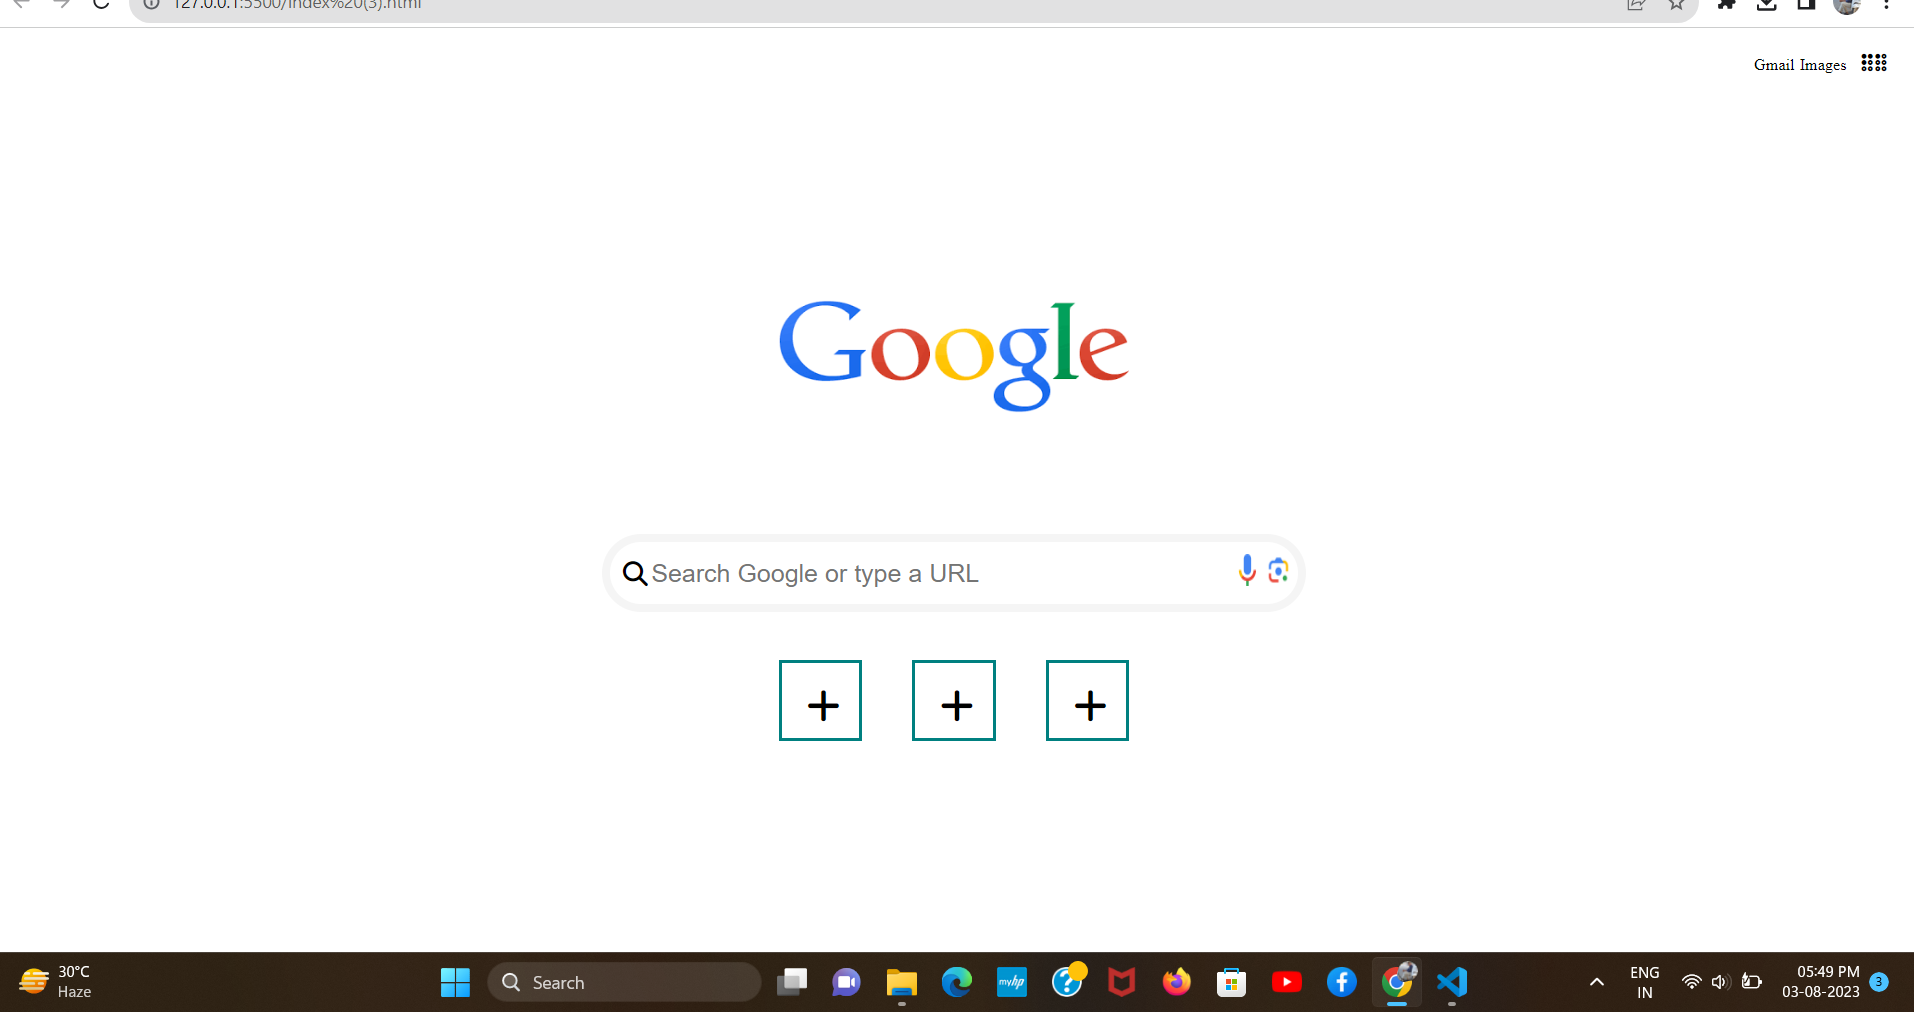 127.0.0.1:5500/index%20(3).html
Gmail Images
Google
Search Google or type a URL
30°C
Haze
Search
myhp
ENG
IN
05:49 PM
03-08-2023
3